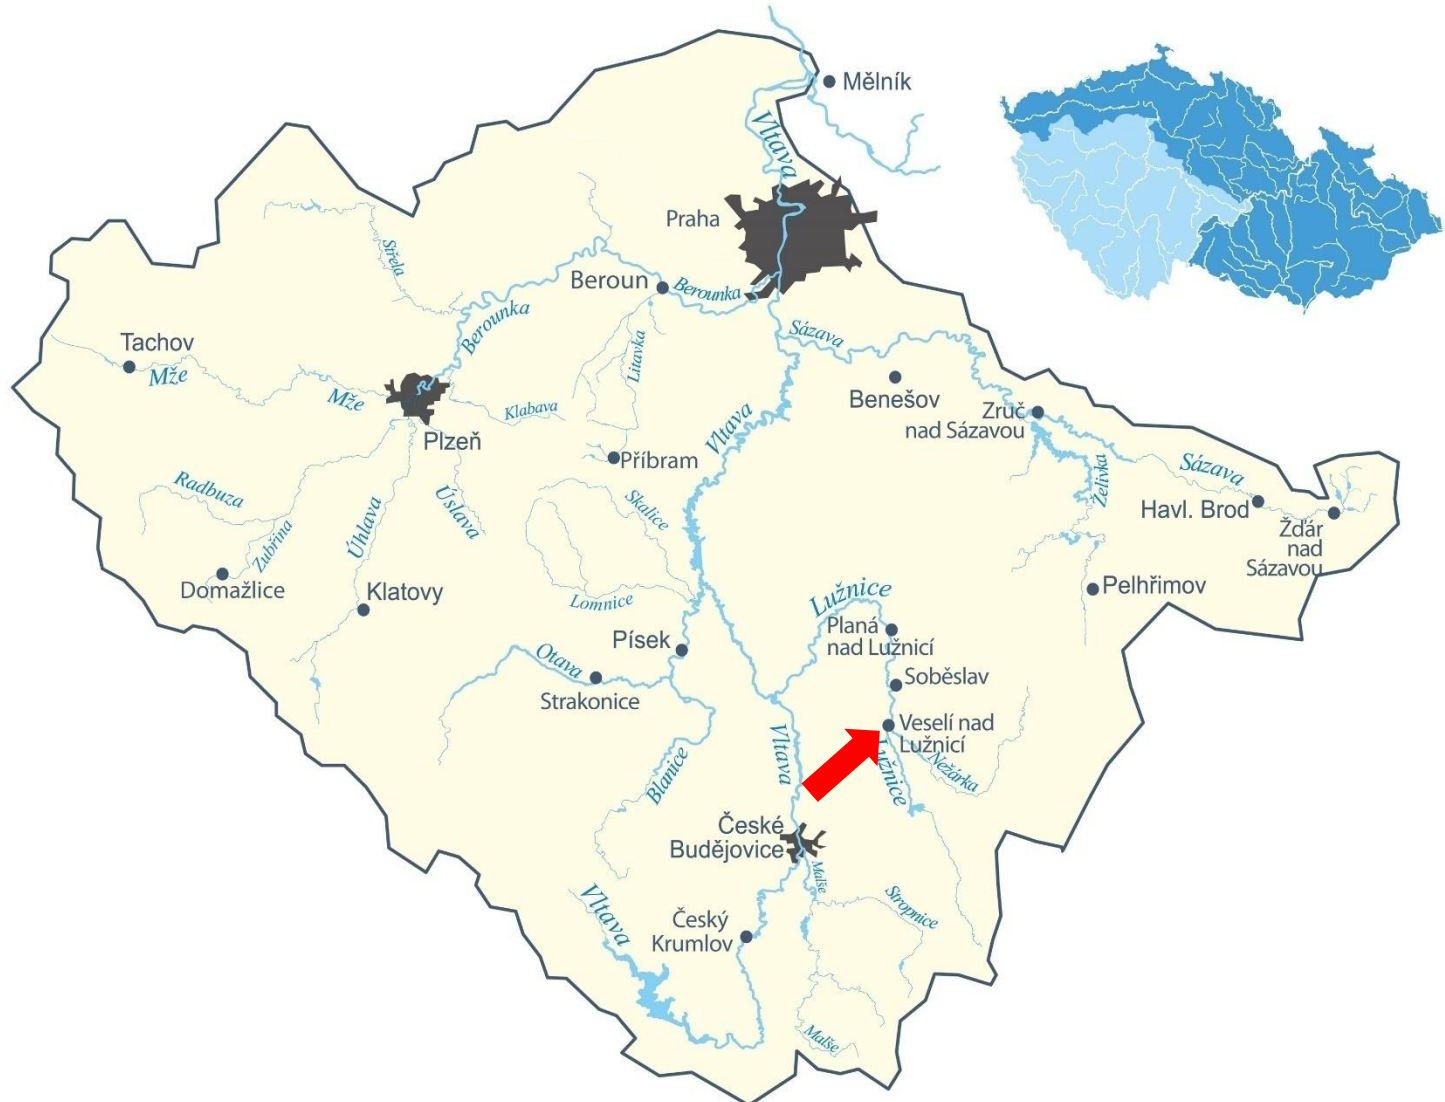 Mělník
Vltava
Praha
Střela
Beroun
Berounka
Berounka
Sázava
Tachov
Mže
Mže
Litavka
Klabava
Plzeň
Benešov
Zruč
nad Sázavou
Vltava
Příbram
Radbuza
Úhlava
Úslava
Zubřina
Skalice
Želivka
Sázava
Havl. Brod
Žďár
nad
Sázavou
Domažlice
Klatovy
Lomnice
Lužnice
Pelhřimov
Planá
nad Lužnicí
Písek
Otava
Strakonice
Soběslav
Veselí nad
Lužnicí
Vltava
Lužnice
Nežárka
Blanice
České
Budějovice
Malše
Stropnice
Vltava
Český
Krumlov
Malše